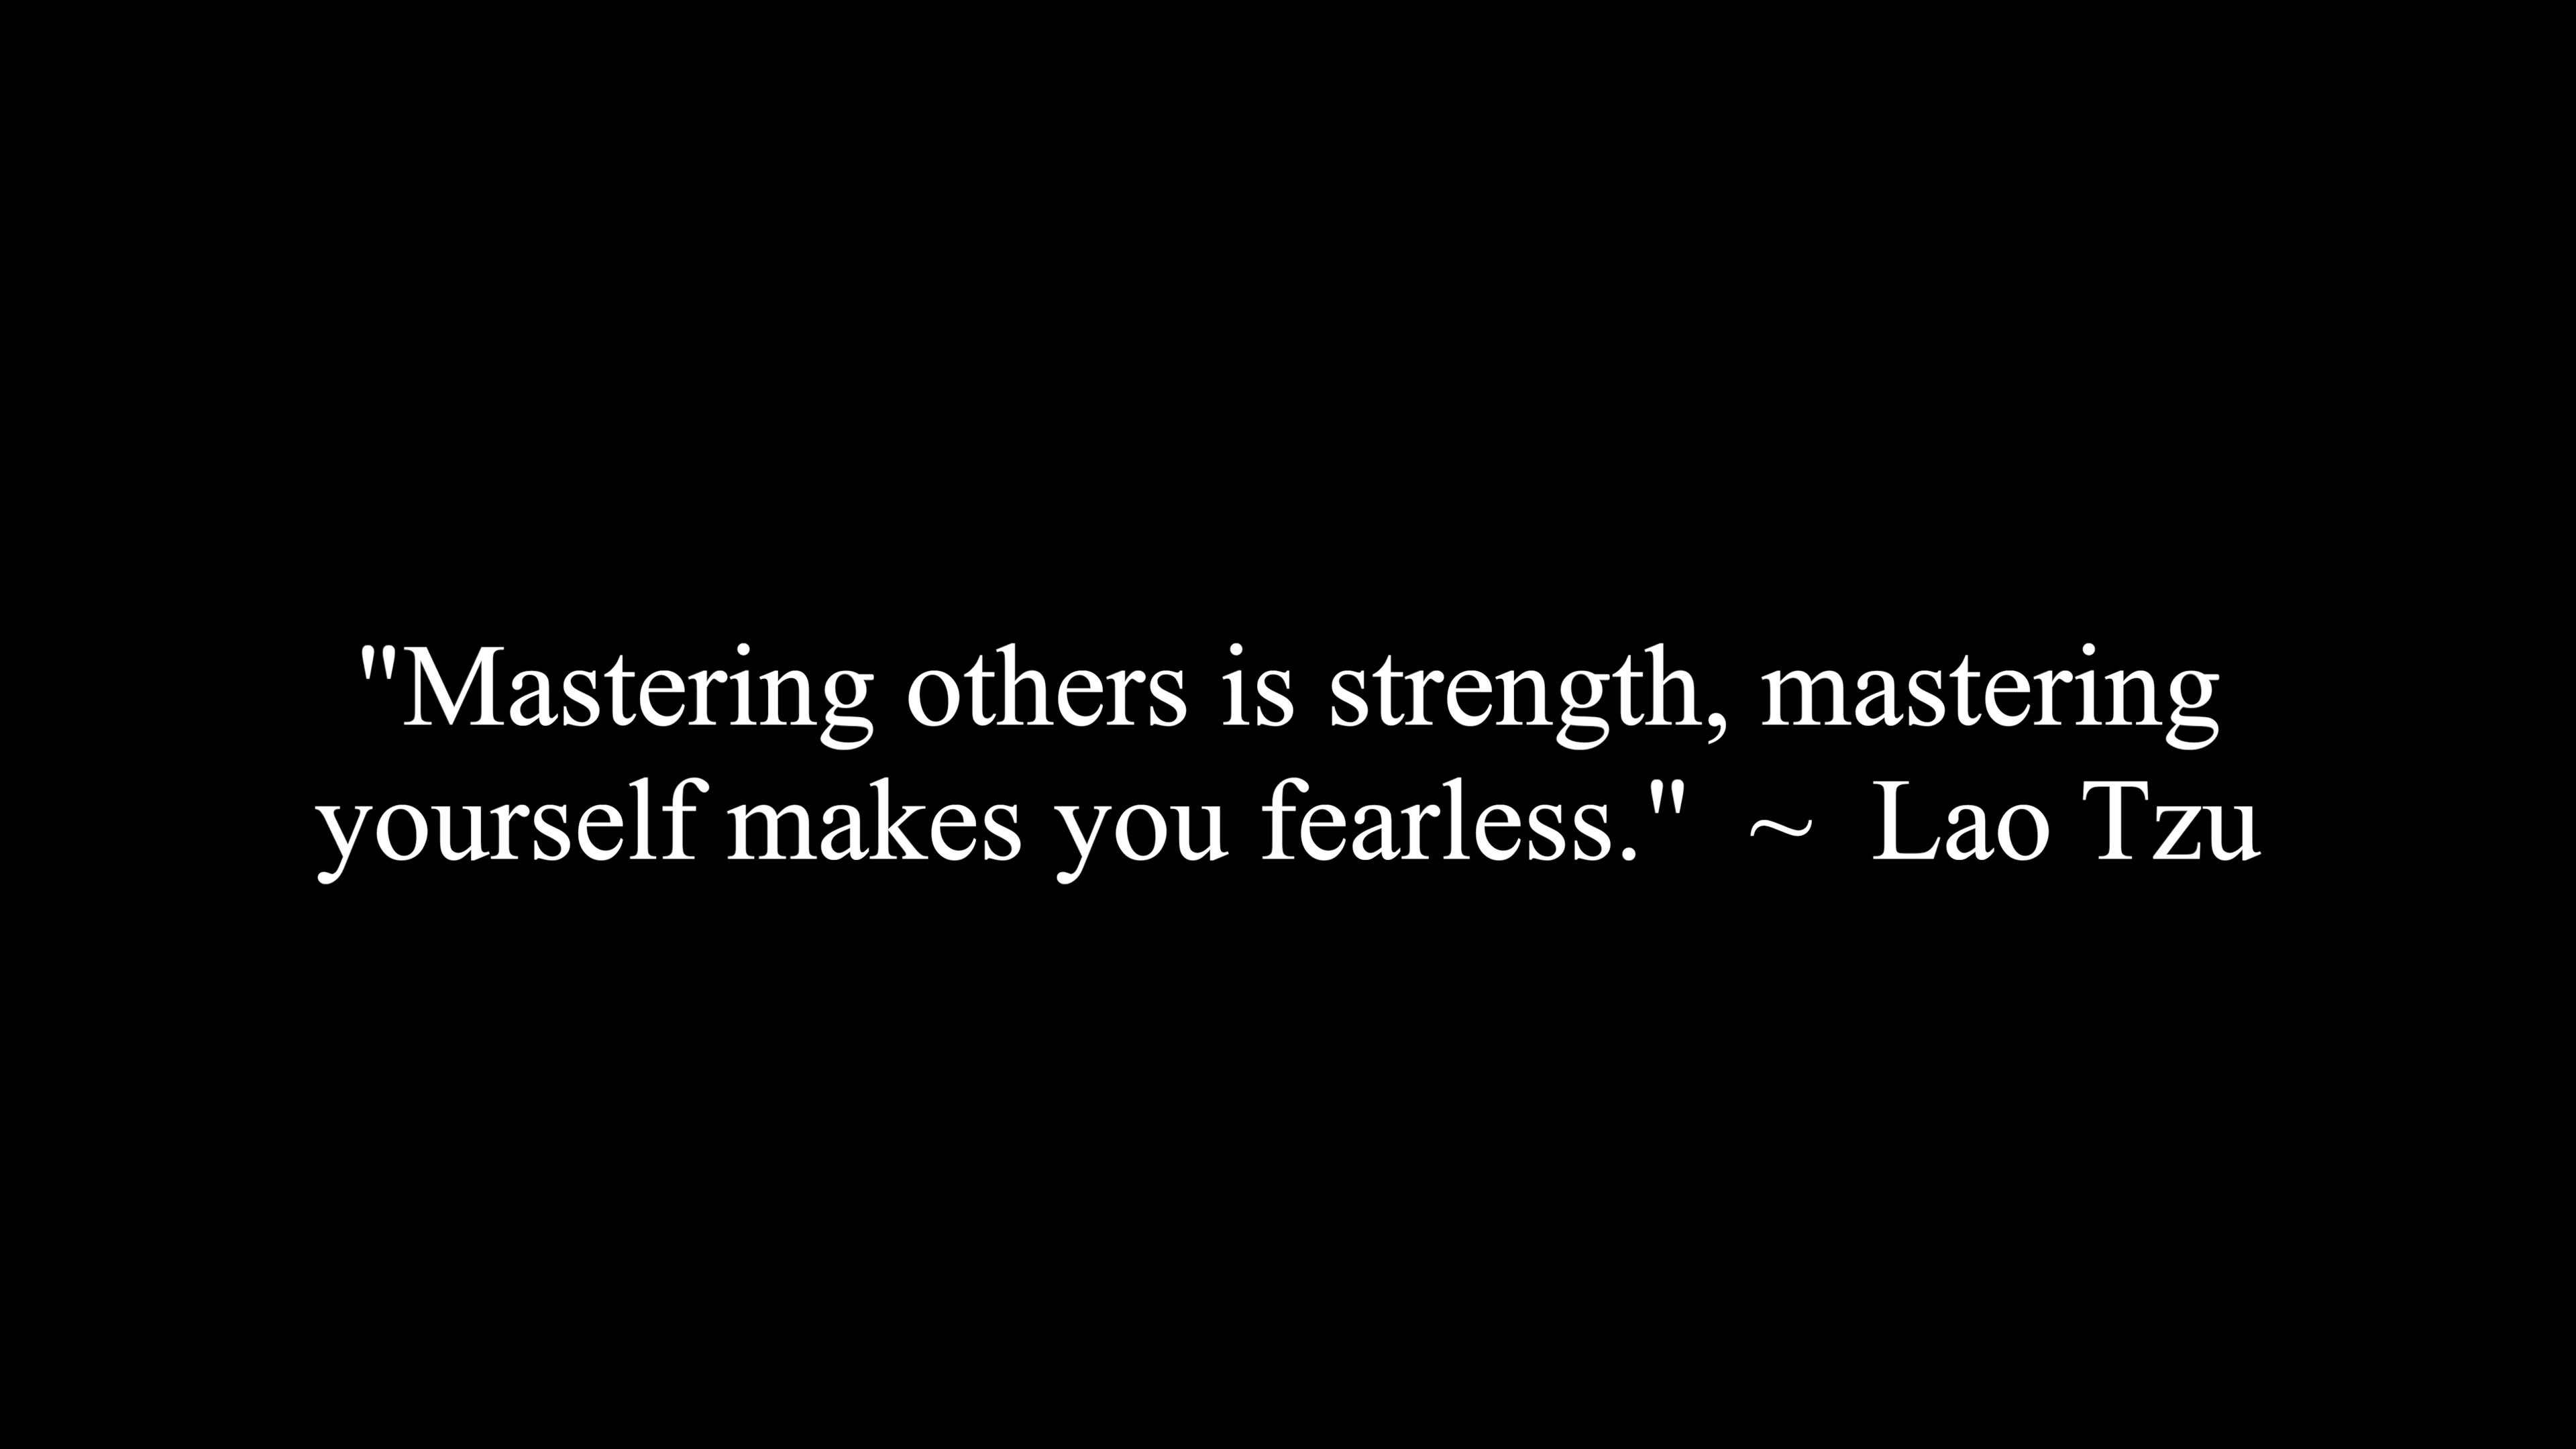 "Mastering others is strength, mastering
yourself makes you fearless."  ~  Lao Tzu